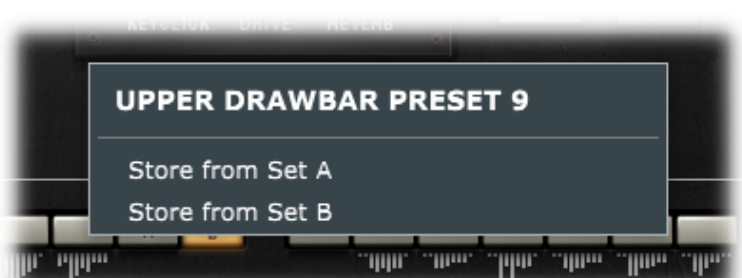 KEYCLICK DRIVE REVERB
UPPER DRAWBAR PRESET 9
Store from Set A
Store from Set B